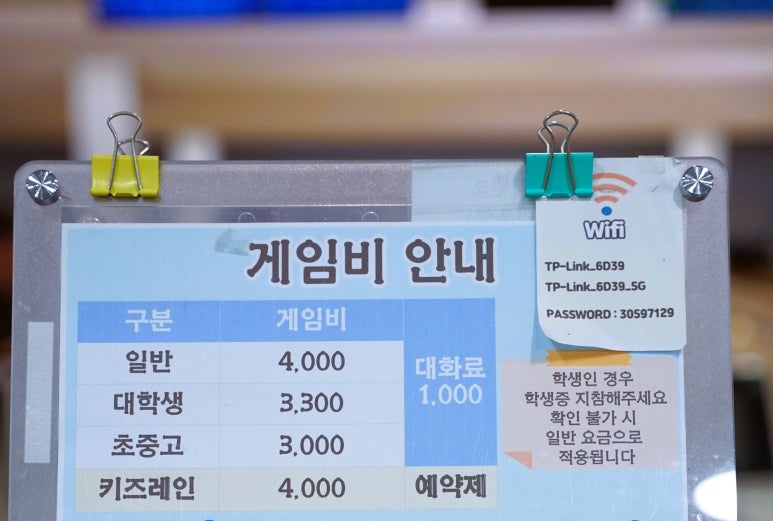 게임비 안내
Wifi
TP-Link_6D39
TP-Link_6D39_5G
PASSWORD : 30597129
구분 게임비
일반 4,000
대학생 3,300
초중고 3,000
대화료
1,000
키즈레인 4,000 예약제
학생인 경우
학생증 지참해주세요
확인 불가 시
일반 요금으로
적용됩니다